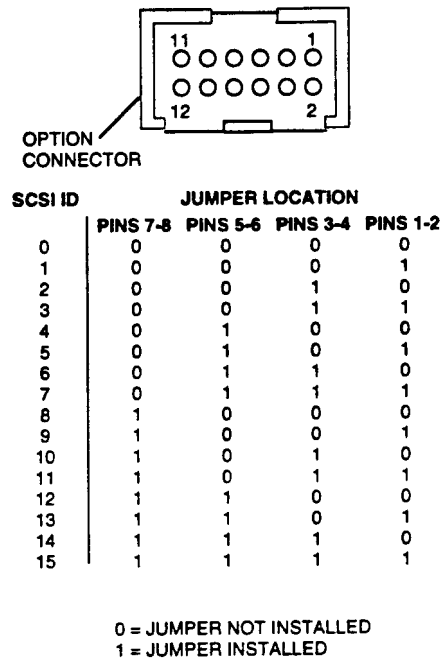 11 1
12 2
OPTION
CONNECTOR
SCSI ID JUMPER LOCATION
PINS 7-8 PINS 5-6 PINS 3-4 PINS 1-2
0 0 0 0 0
1 0 0 0 1
2 0 0 1 0
3 0 0 1 1
4 0 1 0 0
5 0 1 0 1
6 0 1 1 0
7 0 1 1 1
8 1 0 0 0
9 1 0 0 1
10 1 0 1 0
11 1 0 1 1
12 1 1 0 0
13 1 1 0 1
14 1 1 1 0
15 1 1 1 1
0 = JUMPER NOT INSTALLED
1 = JUMPER INSTALLED